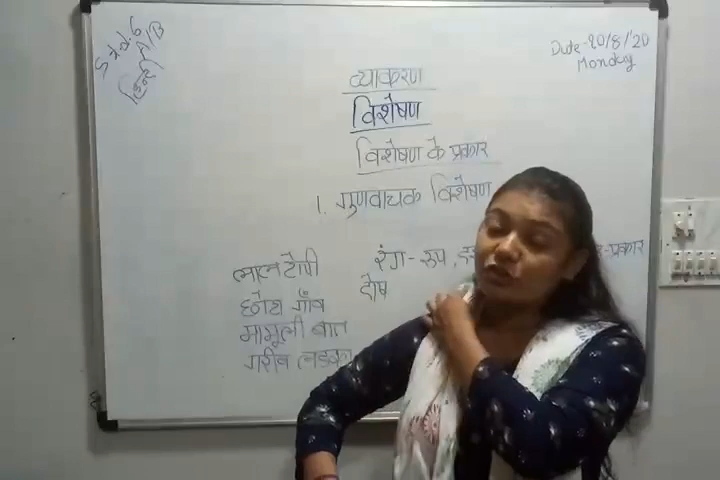 Std. 6 A/B
हिन्दी
Date-10/8/'20
Monday
व्याकरण
विशेषण
विशेषण के प्रकार
1. गुणवाचक विशेषण
लाल टोपी
छोटा गाँव
मामूली बात
गरीब लड़का
रंग-रूप,
-प्रकार
दोष